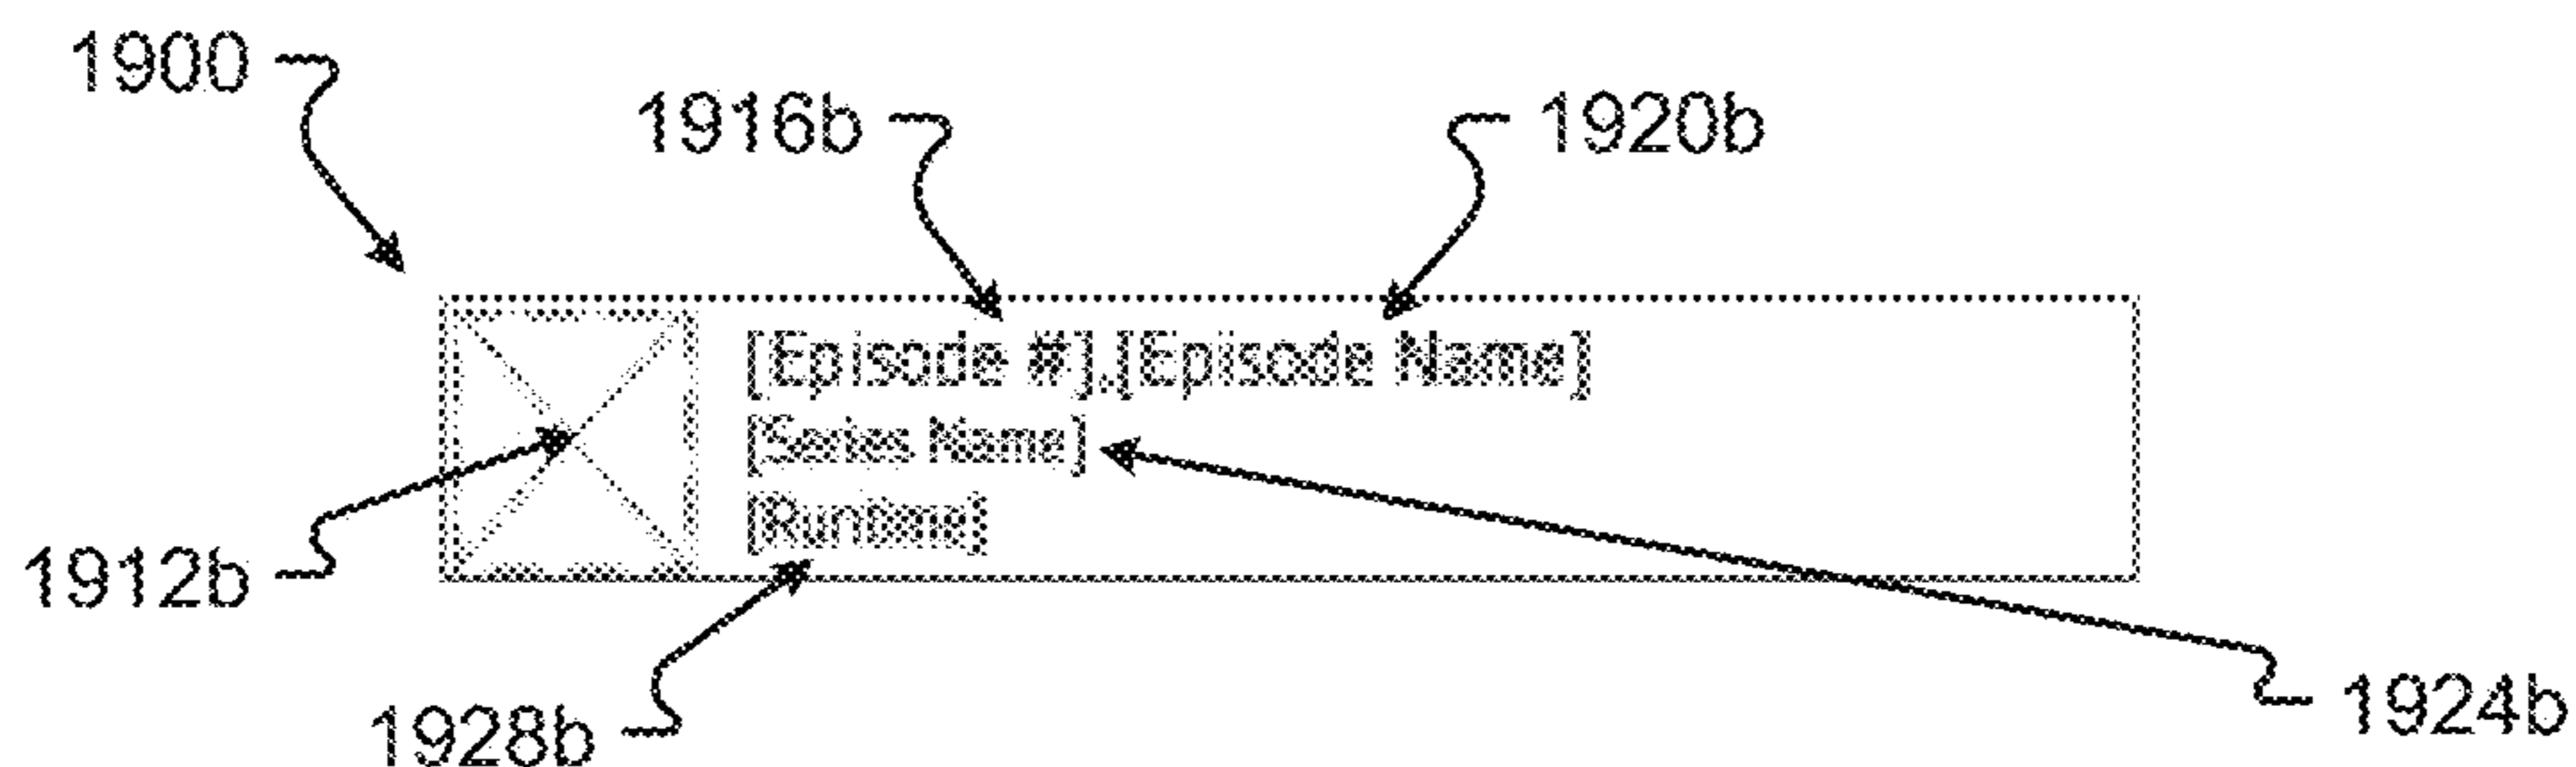 1900
1916b
1920b
[Episode #].[Episode Name]
[Series Name]
[Runtime]
1912b
1928b
1924b